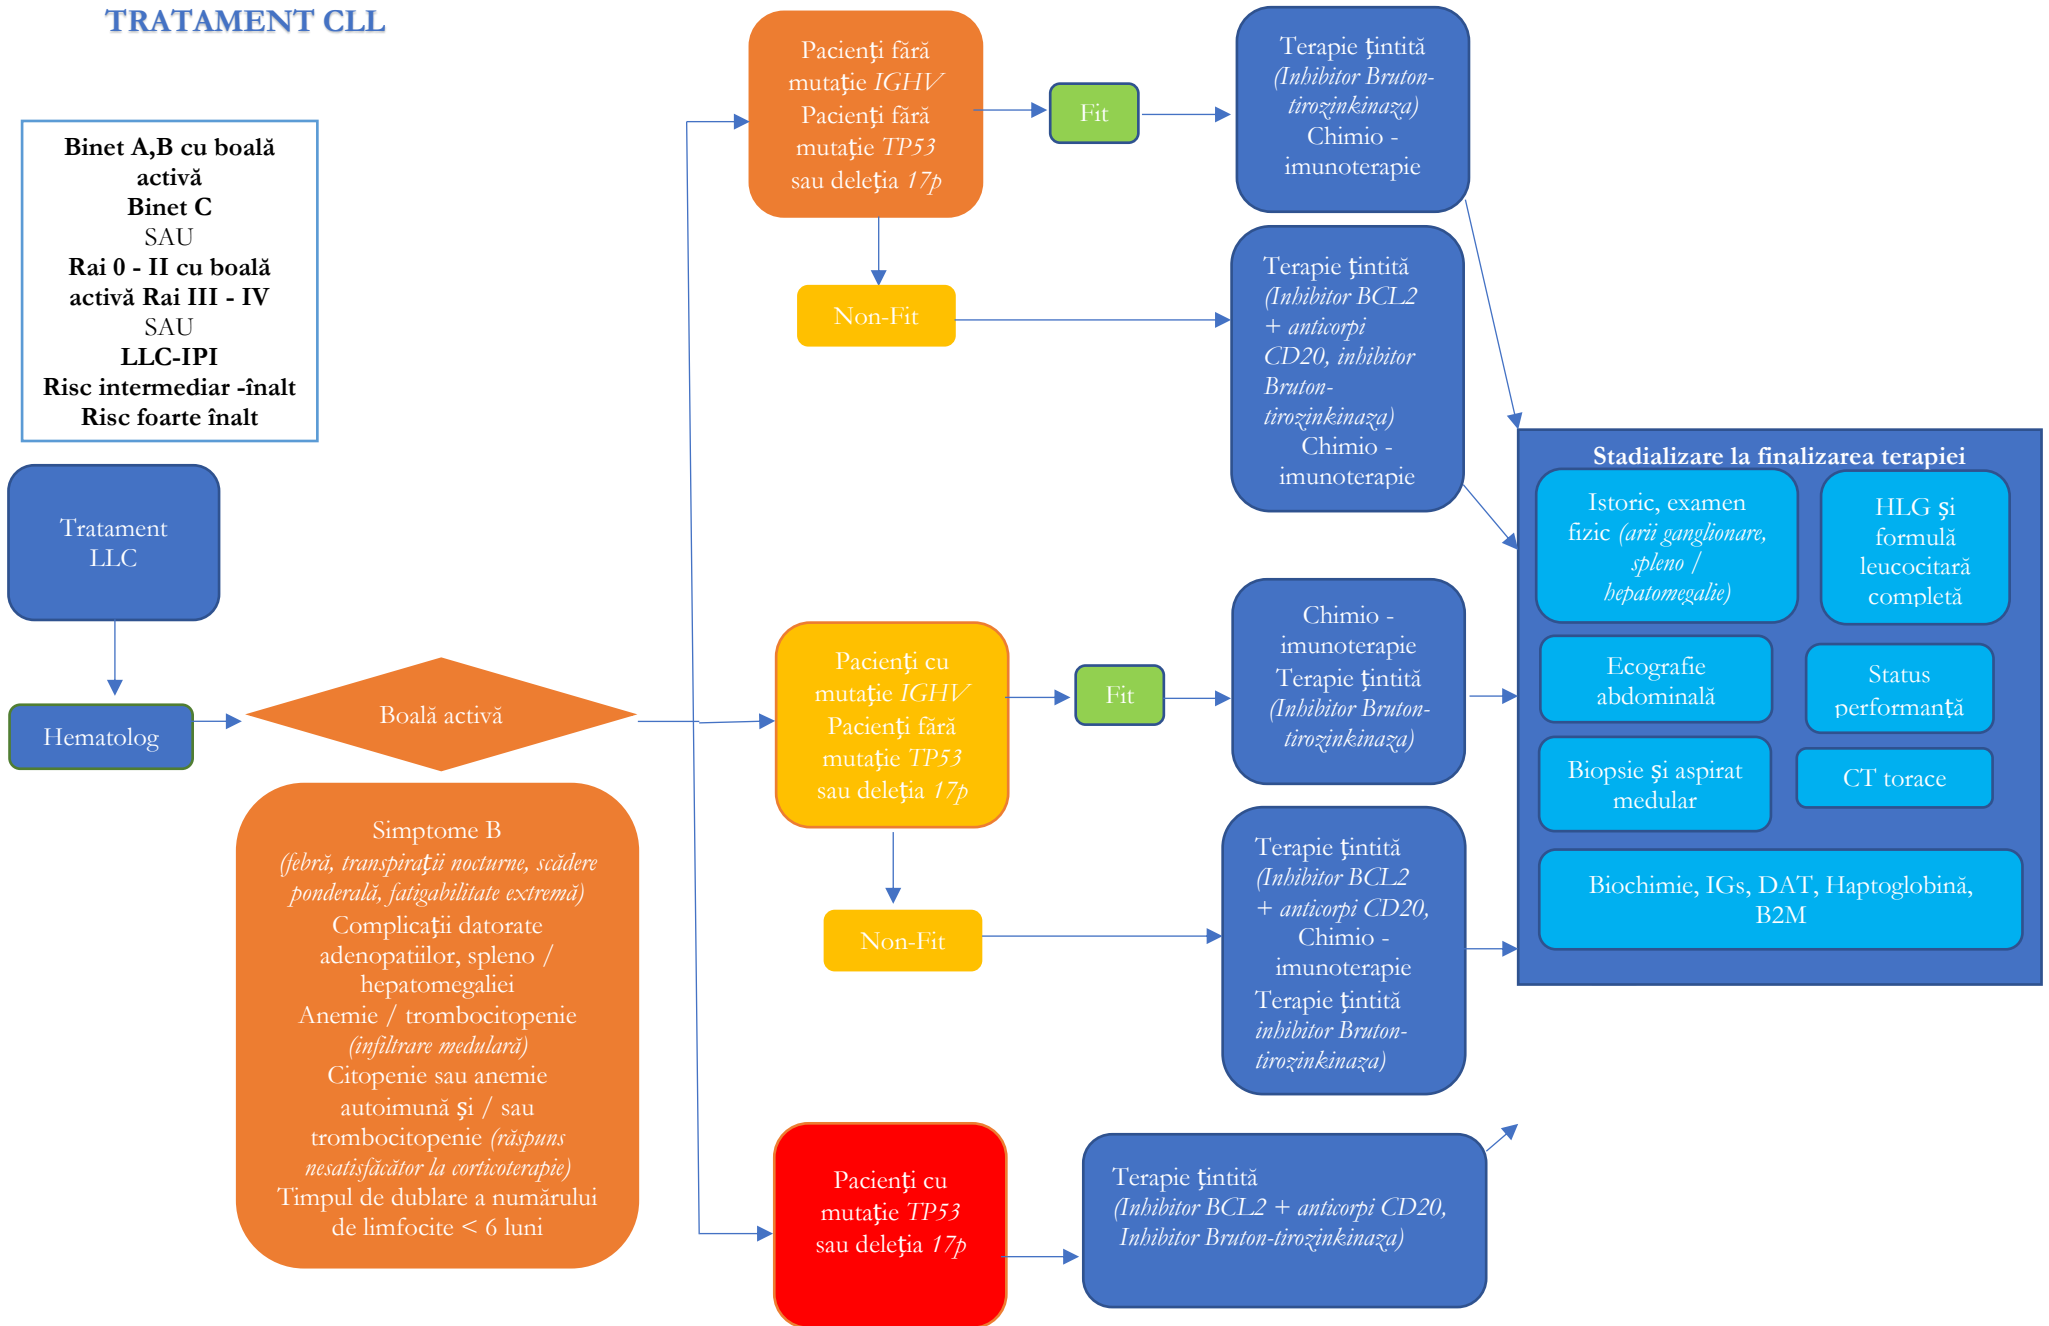 TRATAMENT CLL
Binet A,B cu boală
activă
Binet C
SAU
Rai 0 - II cu boală
activă Rai III - IV
SAU
LLC-IPI
Risc intermediar -înalt
Risc foarte înalt
Tratament
LLC
Hematolog
Boală activă
Simptome B
(febră, transpirații nocturne, scădere
ponderală, fatigabilitate extremă)
Complicații datorate
adenopatiilor, spleno /
hepatomegaliei
Anemie / trombocitopenie
(infiltrare medulară)
Citopenie sau anemie
autoimună și / sau
trombocitopenie (răspuns
nesatisfăcător la corticoterapie)
Timpul de dublare a numărului
de limfocite < 6 luni
Pacienți fără
mutație IGHV
Pacienți fără
mutație TP53
sau deleția 17p
Fit
Terapie țintită
(Inhibitor Bruton-
tirozinkinaza)
Chimio -
imunoterapie
Non-Fit
Terapie țintită
(Inhibitor BCL2
+ anticorpi
CD20, inhibitor
Bruton-
tirozinkinaza)
Chimio -
imunoterapie
Pacienți cu
mutație IGHV
Pacienți fără
mutație TP53
sau deleția 17p
Fit
Chimio -
imunoterapie
Terapie țintită
(Inhibitor Bruton-
tirozinkinaza)
Non-Fit
Terapie țintită
(Inhibitor BCL2
+ anticorpi CD20,
Chimio -
imunoterapie
Terapie țintită
inhibitor Bruton-
tirozinkinaza)
Pacienți cu
mutație TP53
sau deleția 17p
Terapie țintită
(Inhibitor BCL2 + anticorpi CD20,
Inhibitor Bruton-tirozinkinaza)
Stadializare la finalizarea terapiei
Istoric, examen
fizic (arii ganglionare,
spleno /
hepatomegalie)
HLG și
formulă
leucocitară
completă
Ecografie
abdominală
Status
performanță
Biopsie și aspirat
medular
CT torace
Biochimie, IGs, DAT, Haptoglobină,
B2M